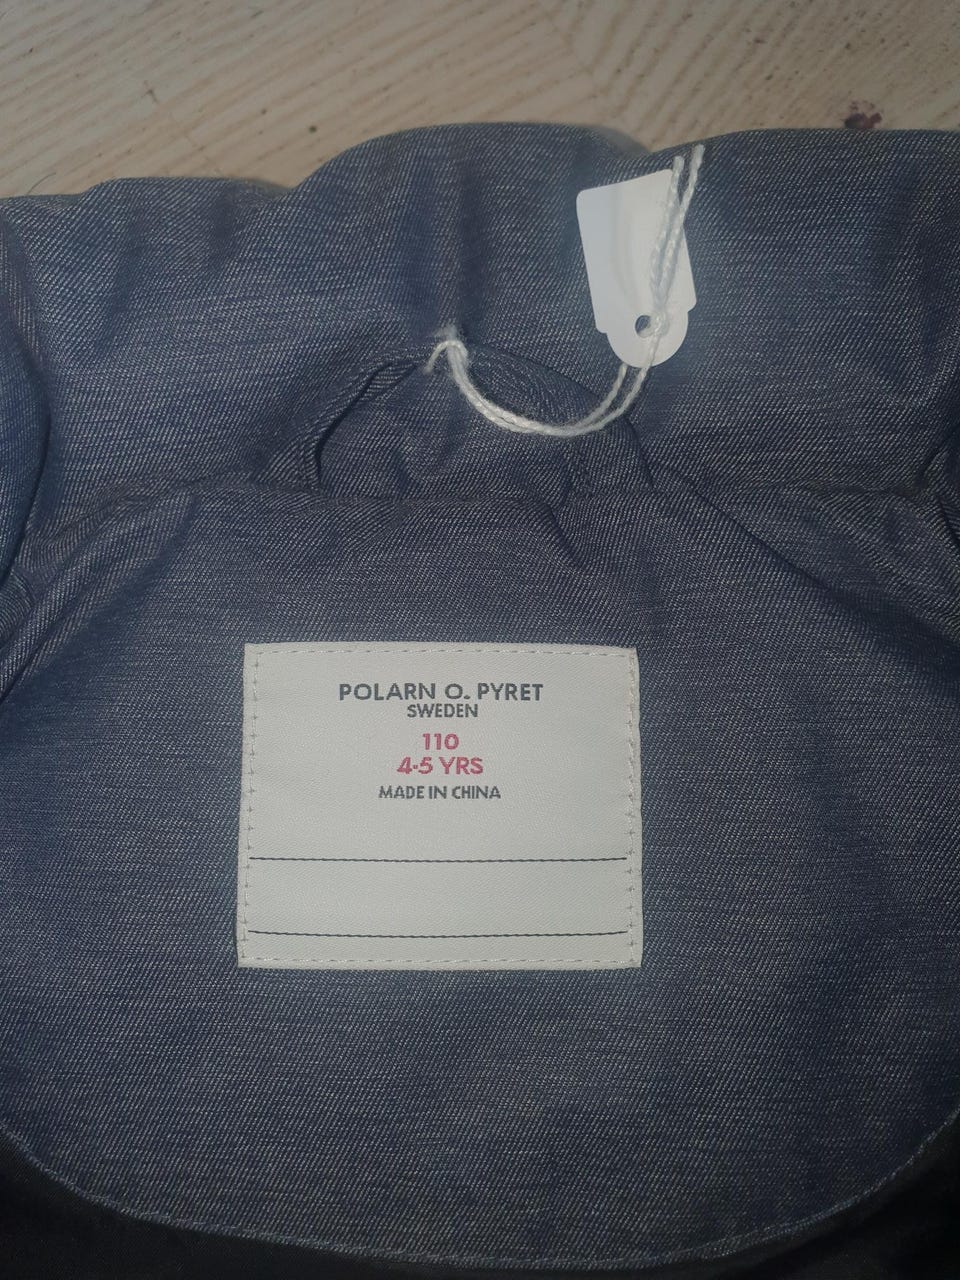 POLARN O. PYRET
SWEDEN
110
4-5 YRS
MADE IN CHINA